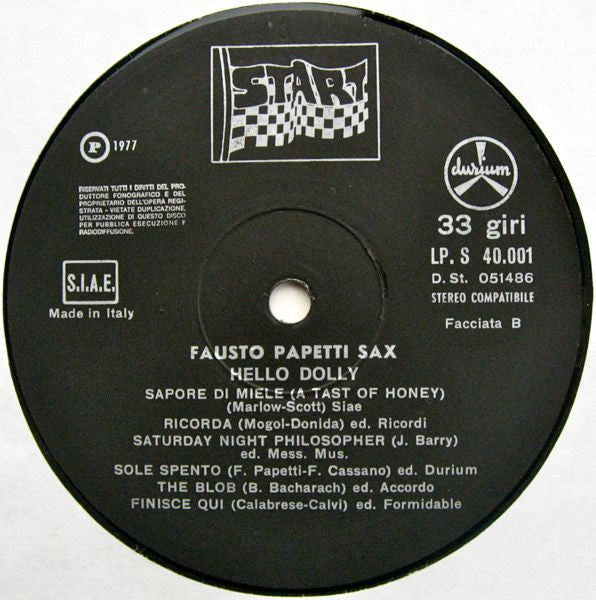 START
P 1977
RISERVATI TUTTI I DIRITTI DEL PRO-
DUTTORE FONOGRAFICO E DEL
PROPRIETARIO DELL'OPERA REGI-
STRATA - VIETATE DUPLICAZIONE,
UTILIZZAZIONE DI QUESTO DISCO
PER PUBBLICA ESECUZIONE E
RADIODIFFUSIONE.
durium
33 giri
LP. S 40.001
D. St. 051486
STEREO COMPATIBILE
Facciata B
S.I.A.E.
Made in Italy
FAUSTO PAPETTI SAX
HELLO DOLLY
SAPORE DI MIELE (A TAST OF HONEY)
(Marlow-Scott) Siae
RICORDA (Mogol-Donida) ed. Ricordi
SATURDAY NIGHT PHILOSOPHER (J. Barry)
ed. Mess. Mus.
SOLE SPENTO (F. Papetti-F. Cassano) ed. Durium
THE BLOB (B. Bacharach) ed. Accordo
FINISCE QUI (Calabrese-Calvi) ed. Formidable